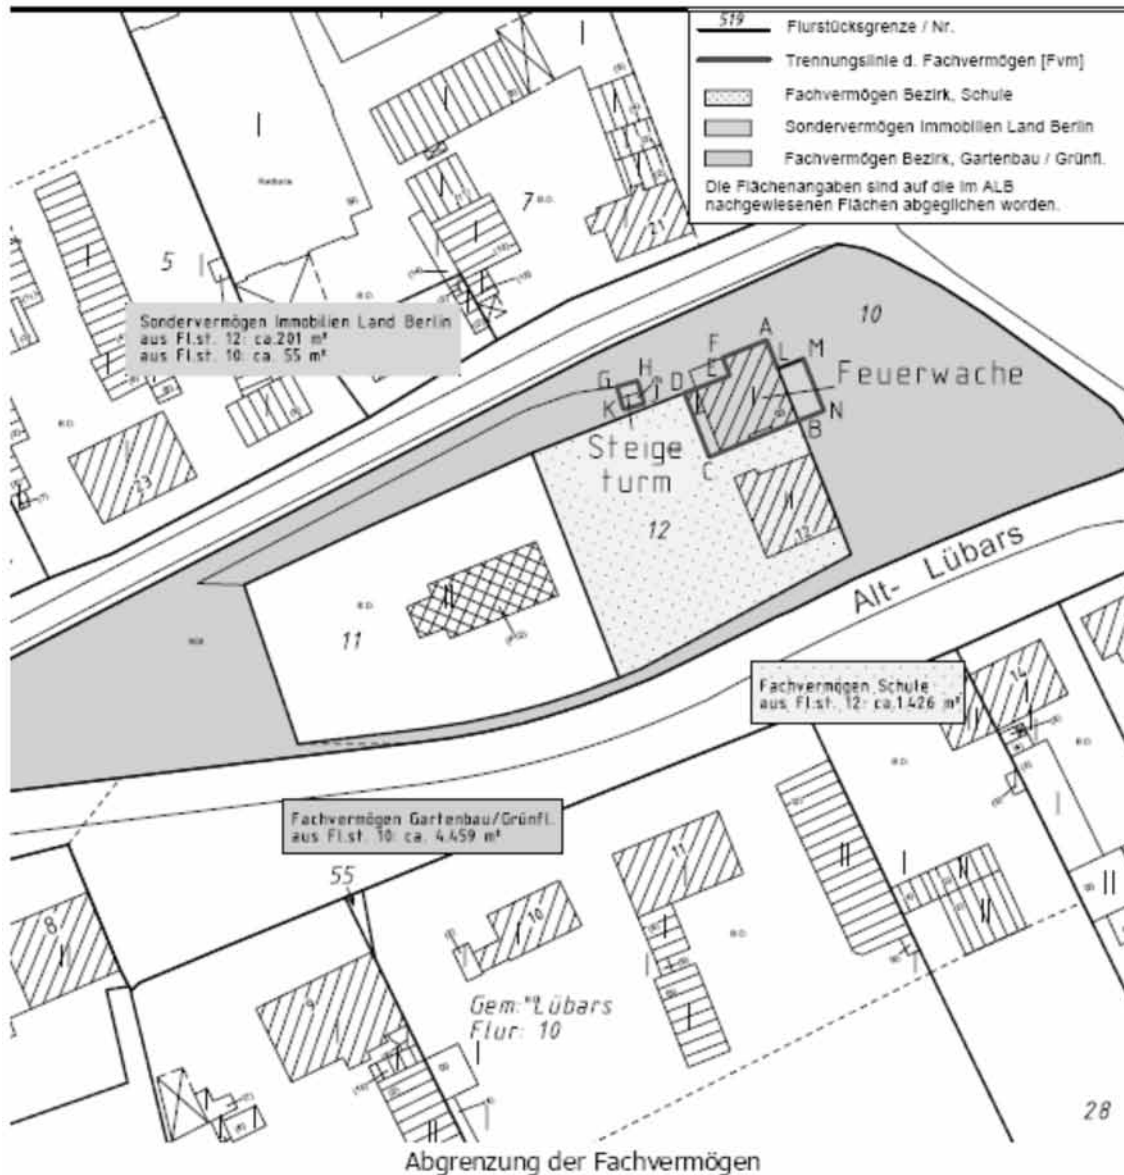 519
Flurstücksgrenze / Nr.
Trennungslinie d. Fachvermögen [Fvm]
Fachvermögen Bezirk, Schule
Sondervermögen Immobilien Land Berlin
Fachvermögen Bezirk, Gartenbau / Grünfl.
Die Flächenangaben sind auf die im ALB
nachgewiesenen Flächen abgeglichen worden.
7
21
5
10
Sondervermögen Immobilien Land Berlin
aus Fl.st. 12: ca.201 m²
aus Fl.st. 10: ca. 55 m²
A
F
L
M
E
H
G
D
Feuerwache
K
I
N
B
C
Steige
turm
23
12
12
Alt- Lübars
11
Fachvermögen Schule
aus Fl.st. 12: ca.1.426 m²
14
Fachvermögen Gartenbau/Grünfl.
aus Fl.st. 10: ca. 4.459 m²
55
11
8
10
9
Gem: Lübars
Flur: 10
28
Abgrenzung der Fachvermögen